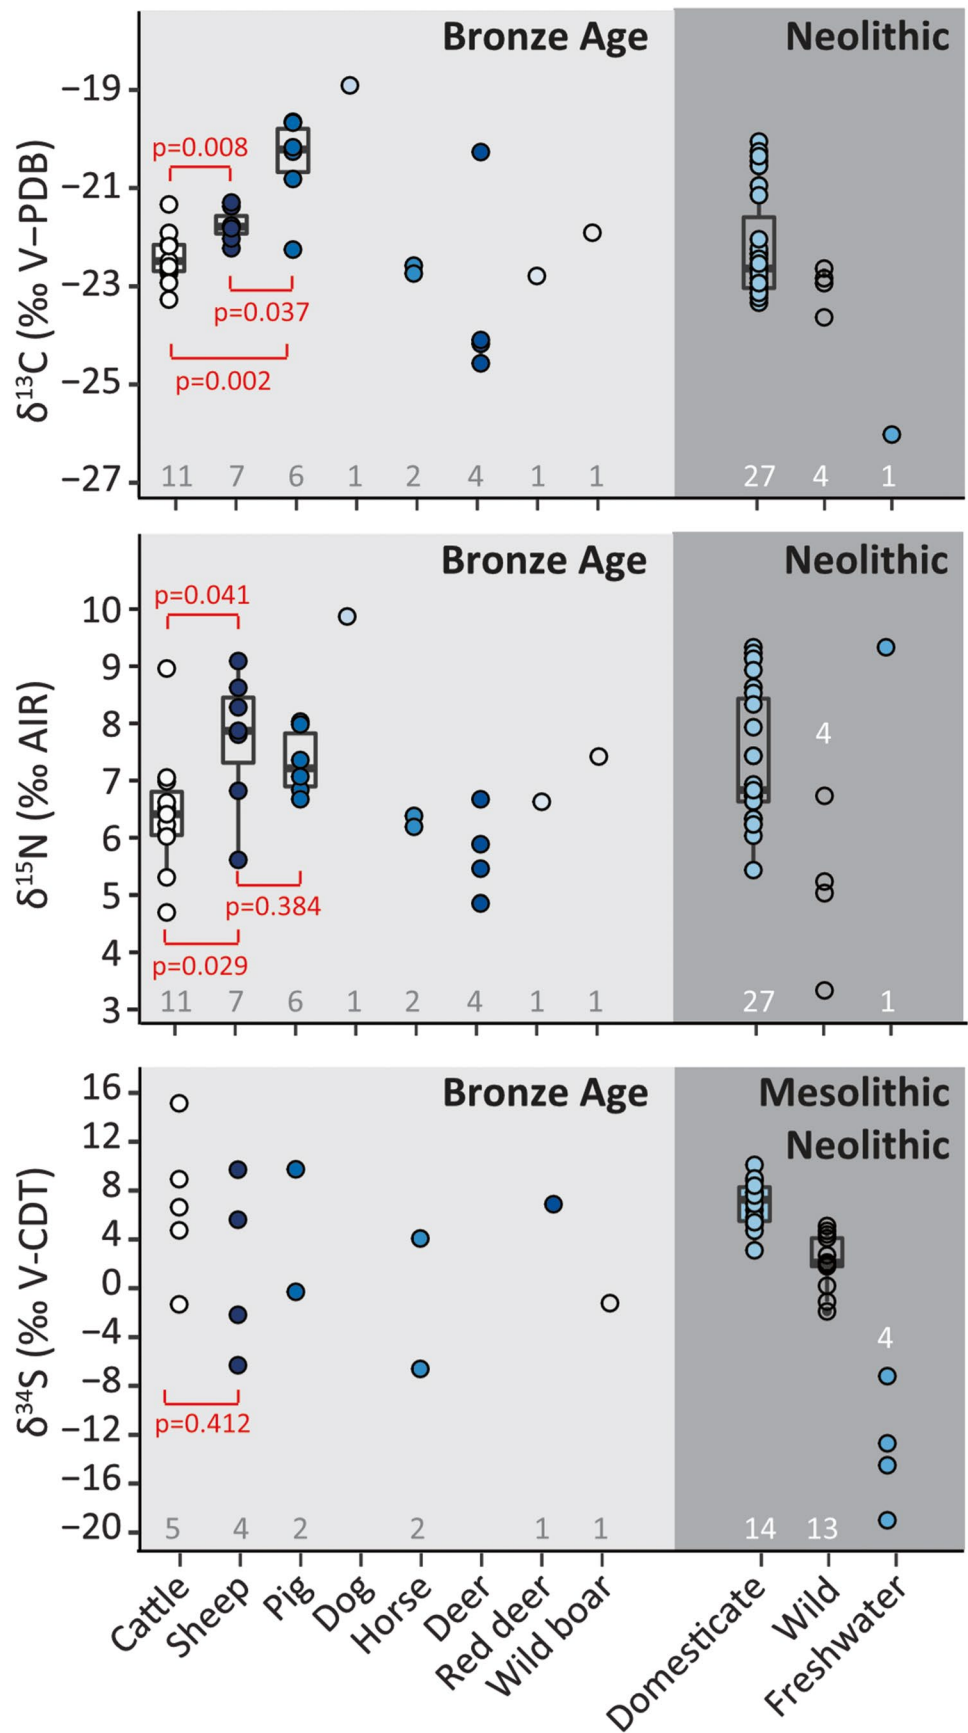 Bronze Age Neolithic
δ¹³C (‰ V−PDB)
−19
−21
−23
−25
−27
p=0.008
p=0.037
p=0.002
11 7 6 1 2 4 1 1 27 4 1
Bronze Age Neolithic
δ¹⁵N (‰ AIR)
10
9
8
7
6
5
4
3
p=0.041
4
p=0.384
p=0.029
11 7 6 1 2 4 1 1 27 1
Bronze Age Mesolithic
Neolithic
δ³⁴S (‰ V-CDT)
16
12
8
4
0
−4
−8
−12
−16
−20
4
p=0.412
5 4 2 2 1 1 14 13
Cattle
Sheep
Pig
Dog
Horse
Deer
Red deer
Wild boar
Domesticate
Wild
Freshwater